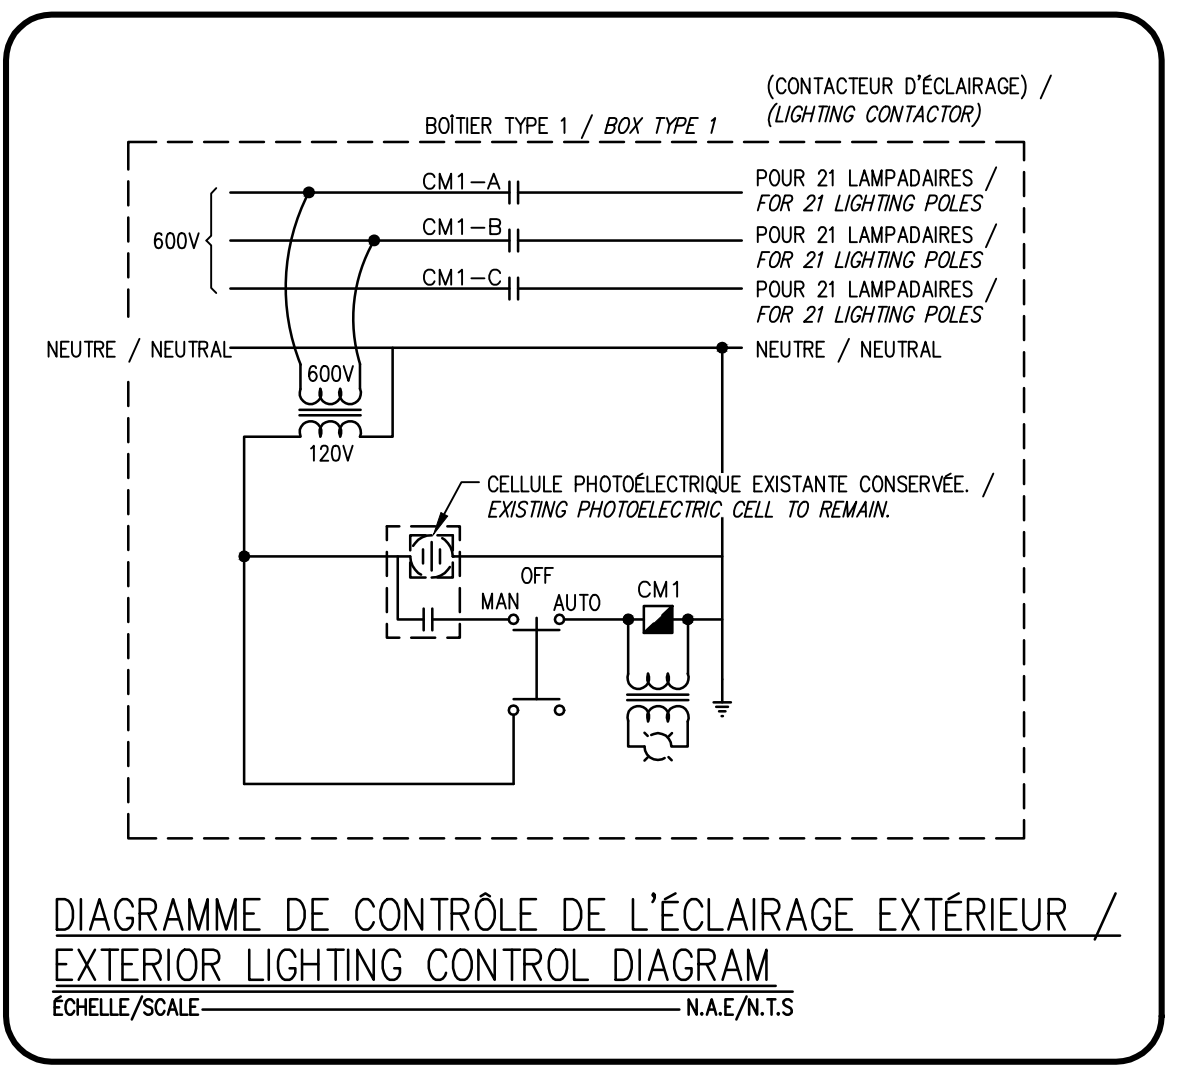 (CONTACTEUR D'ÉCLAIRAGE) /
(LIGHTING CONTACTOR)
BOÎTIER TYPE 1 / BOX TYPE 1
CM1-A
POUR 21 LAMPADAIRES /
FOR 21 LIGHTING POLES
600V
CM1-B
POUR 21 LAMPADAIRES /
FOR 21 LIGHTING POLES
CM1-C
POUR 21 LAMPADAIRES /
FOR 21 LIGHTING POLES
NEUTRE / NEUTRAL
NEUTRE / NEUTRAL
600V
120V
CELLULE PHOTOÉLECTRIQUE EXISTANTE CONSERVÉE. /
EXISTING PHOTOELECTRIC CELL TO REMAIN.
OFF
MAN
AUTO
CM1
DIAGRAMME DE CONTRÔLE DE L'ÉCLAIRAGE EXTÉRIEUR /
EXTERIOR LIGHTING CONTROL DIAGRAM
ÉCHELLE/SCALE
N.A.E/N.T.S